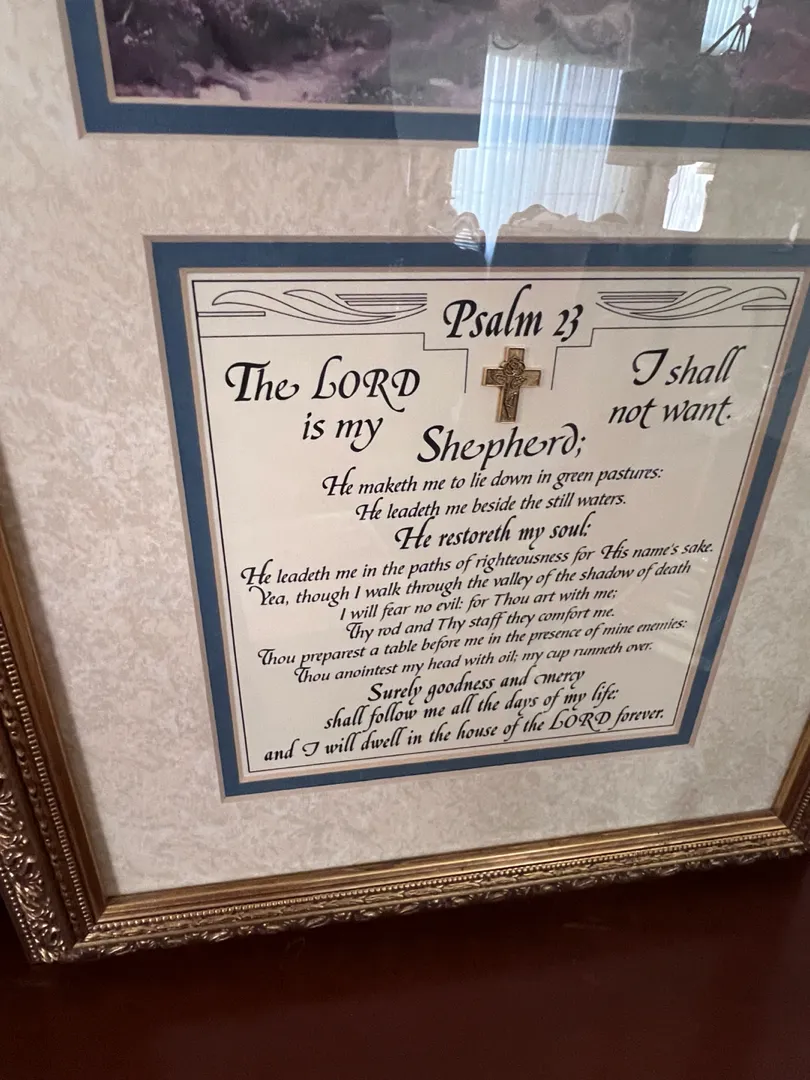 Psalm 23
The LORD
is my
Shepherd;
I shall
not want.
He maketh me to lie down in green pastures:
He leadeth me beside the still waters.
He restoreth my soul:
He leadeth me in the paths of righteousness for His name's sake.
Yea, though I walk through the valley of the shadow of death
I will fear no evil: for Thou art with me;
Thy rod and Thy staff they comfort me.
Thou preparest a table before me in the presence of mine enemies:
Thou anointest my head with oil; my cup runneth over.
Surely goodness and mercy
shall follow me all the days of my life:
and I will dwell in the house of the LORD forever.